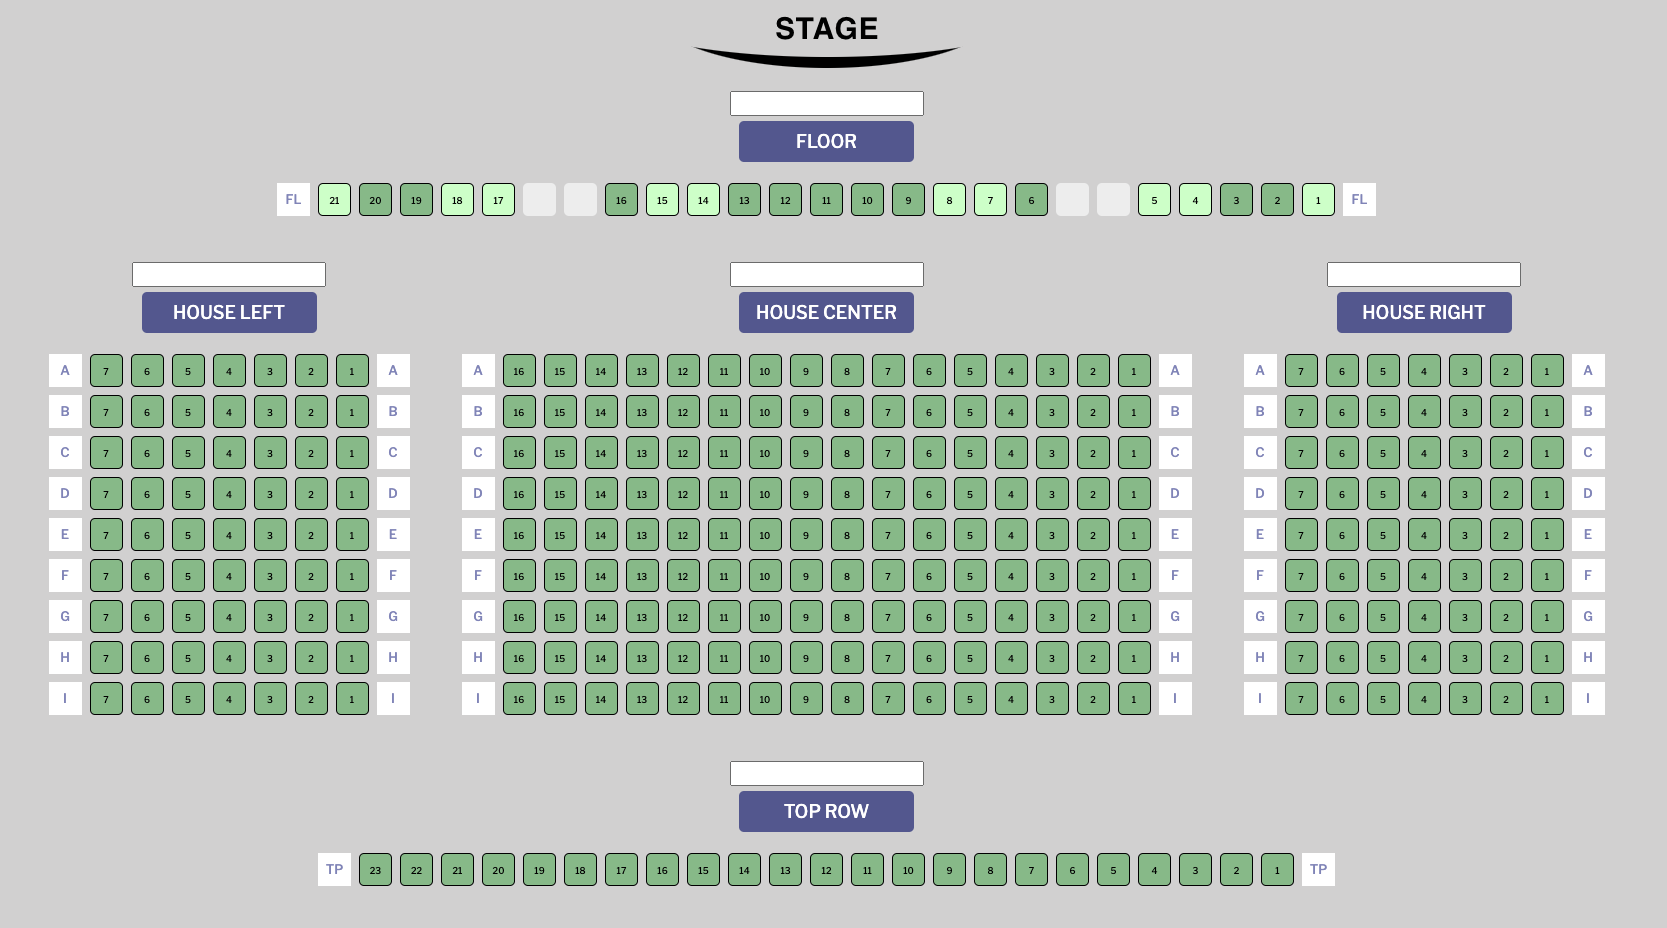 STAGE
FLOOR
FL 21 20 19 18 17 16 15 14 13 12 11 10 9 8 7 6 5 4 3 2 1 FL
HOUSE LEFT HOUSE CENTER HOUSE RIGHT
A 7 6 5 4 3 2 1 A A 16 15 14 13 12 11 10 9 8 7 6 5 4 3 2 1 A A 7 6 5 4 3 2 1 A
B 7 6 5 4 3 2 1 B B 16 15 14 13 12 11 10 9 8 7 6 5 4 3 2 1 B B 7 6 5 4 3 2 1 B
C 7 6 5 4 3 2 1 C C 16 15 14 13 12 11 10 9 8 7 6 5 4 3 2 1 C C 7 6 5 4 3 2 1 C
D 7 6 5 4 3 2 1 D D 16 15 14 13 12 11 10 9 8 7 6 5 4 3 2 1 D D 7 6 5 4 3 2 1 D
E 7 6 5 4 3 2 1 E E 16 15 14 13 12 11 10 9 8 7 6 5 4 3 2 1 E E 7 6 5 4 3 2 1 E
F 7 6 5 4 3 2 1 F F 16 15 14 13 12 11 10 9 8 7 6 5 4 3 2 1 F F 7 6 5 4 3 2 1 F
G 7 6 5 4 3 2 1 G G 16 15 14 13 12 11 10 9 8 7 6 5 4 3 2 1 G G 7 6 5 4 3 2 1 G
H 7 6 5 4 3 2 1 H H 16 15 14 13 12 11 10 9 8 7 6 5 4 3 2 1 H H 7 6 5 4 3 2 1 H
I 7 6 5 4 3 2 1 I I 16 15 14 13 12 11 10 9 8 7 6 5 4 3 2 1 I I 7 6 5 4 3 2 1 I
TOP ROW
TP 23 22 21 20 19 18 17 16 15 14 13 12 11 10 9 8 7 6 5 4 3 2 1 TP